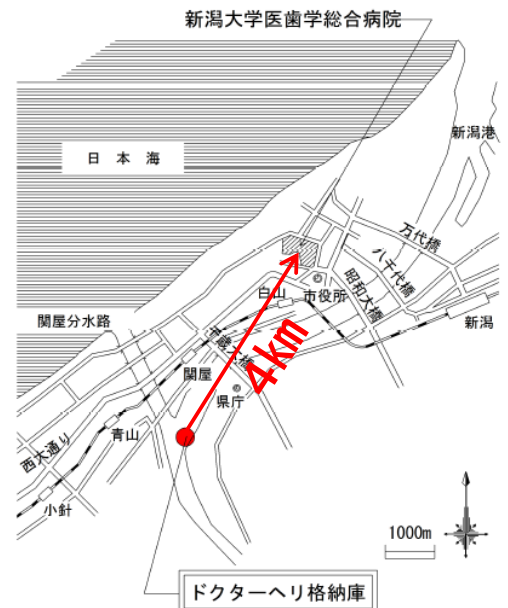 新潟大学医歯学総合病院
新潟港
日本海
万代橋
八千代橋
昭和大橋
白山
市役所
新潟
関屋分水路
千歳大橋
4km
関屋
県庁
青山
西大通り
小針
1000m
ドクターヘリ格納庫